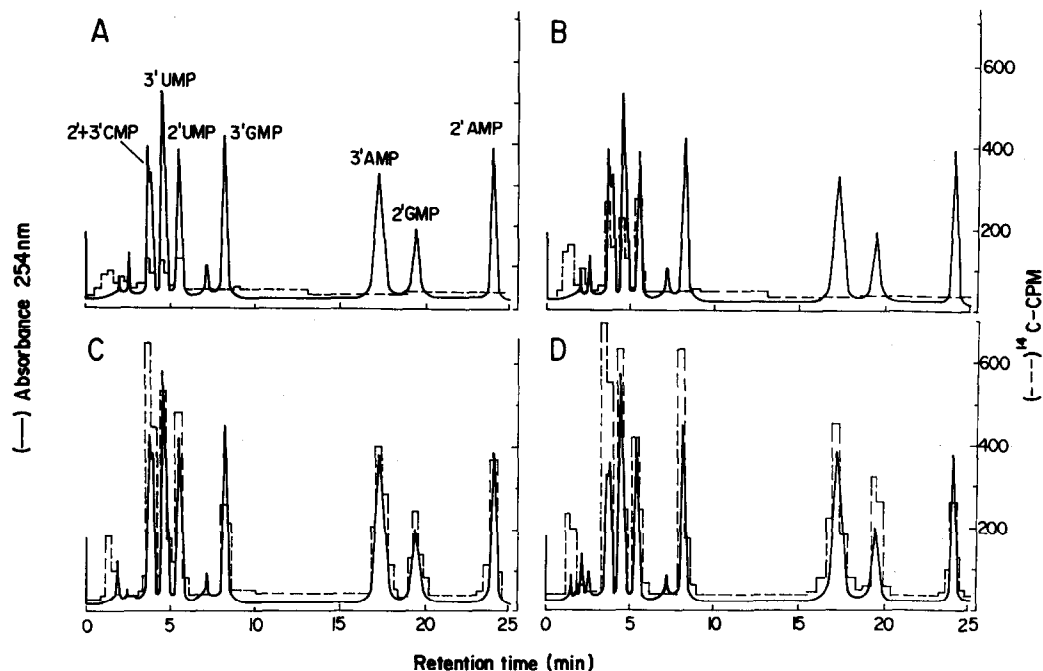 A
B
3'UMP
2'+3'CMP
2'UMP
3'GMP
3'AMP
2'GMP
2'AMP
600
400
200
C
D
600
400
200
0 5 10 15 20 25
0 5 10 15 20 25
Retention time (min)
(—) Absorbance 254nm
(---) ¹⁴C-CPM